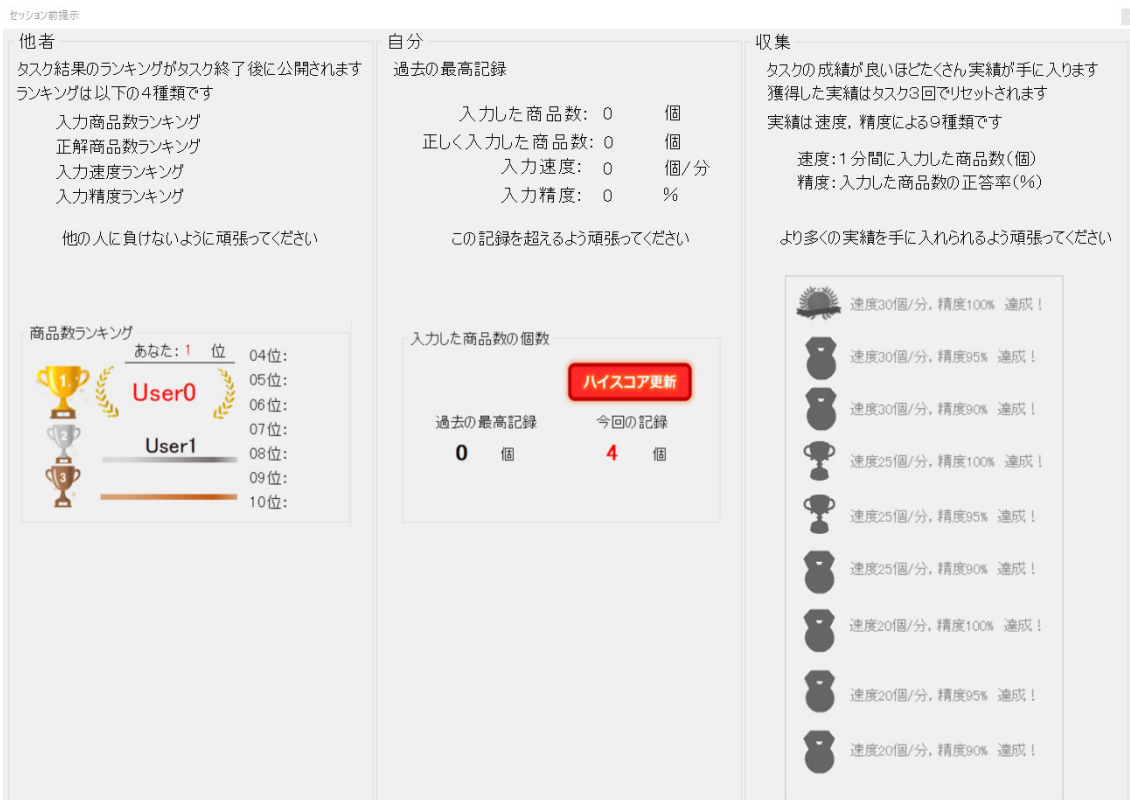 セッション前提示
他者
タスク結果のランキングがタスク終了後に公開されます
ランキングは以下の4種類です
入力商品数ランキング
正解商品数ランキング
入力速度ランキング
入力精度ランキング
他の人に負けないように頑張ってください
商品数ランキング
あなた: 1 位
1
User0
2
User1
3
04位:
05位:
06位:
07位:
08位:
09位:
10位:
自分
過去の最高記録
入力した商品数: 0 個
正しく入力した商品数: 0 個
入力速度: 0 個/分
入力精度: 0 %
この記録を超えるよう頑張ってください
入力した商品数の個数
ハイスコア更新
過去の最高記録 今回の記録
0 個 4 個
収集
タスクの成績が良いほどたくさん実績が手に入ります
獲得した実績はタスク3回でリセットされます
実績は速度, 精度による9種類です
速度:1分間に入力した商品数(個)
精度:入力した商品数の正答率(%)
より多くの実績を手に入れられるよう頑張ってください
速度30個/分, 精度100% 達成!
速度30個/分, 精度95% 達成!
速度30個/分, 精度90% 達成!
速度25個/分, 精度100% 達成!
速度25個/分, 精度95% 達成!
速度25個/分, 精度90% 達成!
速度20個/分, 精度100% 達成!
速度20個/分, 精度95% 達成!
速度20個/分, 精度90% 達成!